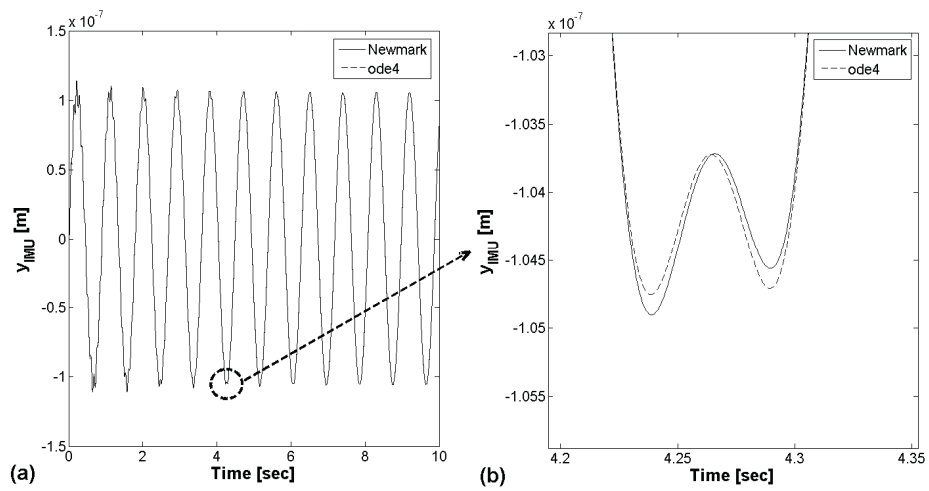 x 10^-7
1.5
1
0.5
0
-0.5
-1
-1.5
y_IMU [m]
0 2 4 6 8 10
Time [sec]
Newmark
ode4
(a)
x 10^-7
-1.03
-1.035
-1.04
-1.045
-1.05
-1.055
y_IMU [m]
4.2 4.25 4.3 4.35
Time [sec]
Newmark
ode4
(b)